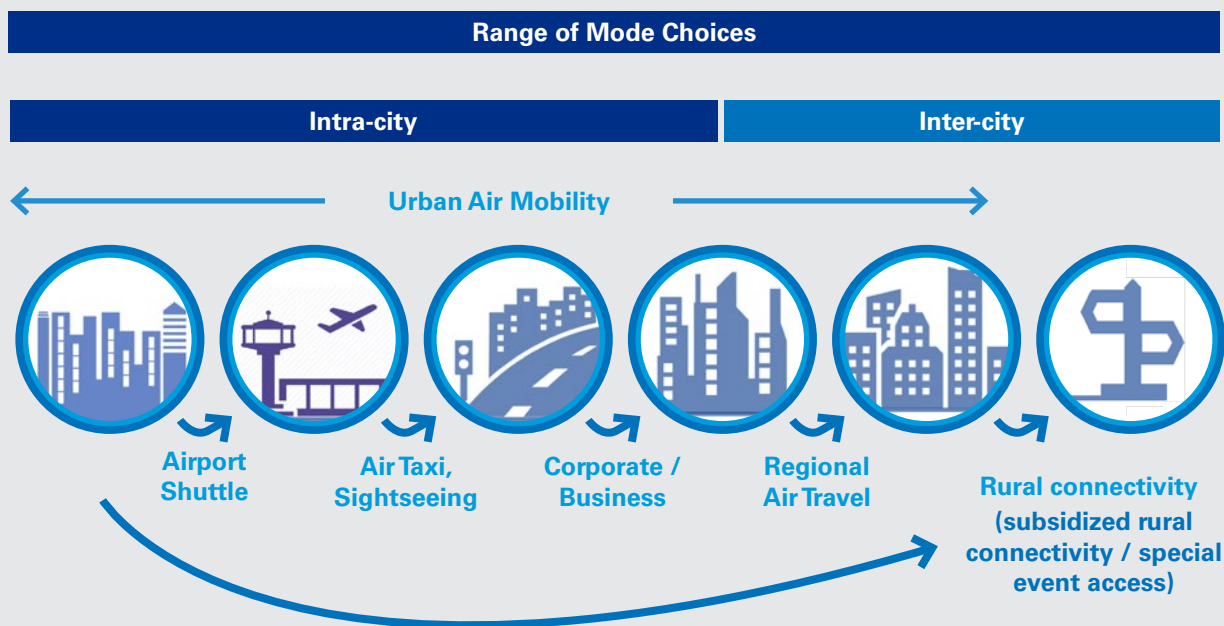 Range of Mode Choices
Intra-city
Inter-city
Urban Air Mobility
Airport
Shuttle
Air Taxi,
Sightseeing
Corporate /
Business
Regional
Air Travel
Rural connectivity
(subsidized rural
connectivity / special
event access)